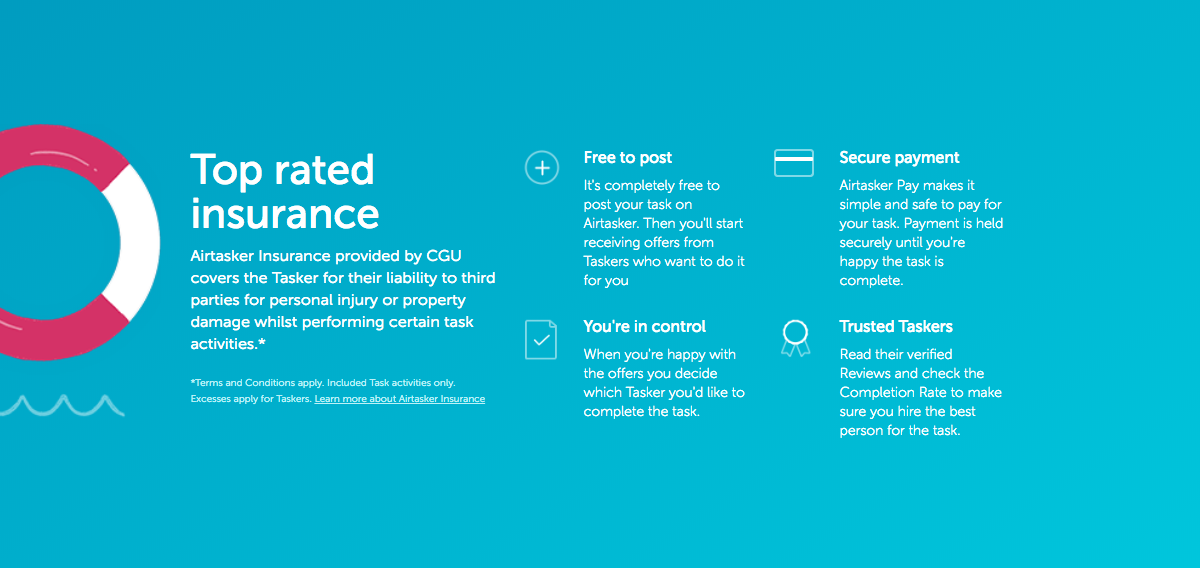 Top rated
insurance
Airtasker Insurance provided by CGU
covers the Tasker for their liability to third
parties for personal injury or property
damage whilst performing certain task
activities.*
*Terms and Conditions apply. Included Task activities only.
Excesses apply for Taskers. Learn more about Airtasker Insurance
Free to post
It's completely free to
post your task on
Airtasker. Then you'll start
receiving offers from
Taskers who want to do it
for you
Secure payment
Airtasker Pay makes it
simple and safe to pay for
your task. Payment is held
securely until you're
happy the task is
complete.
You're in control
When you're happy with
the offers you decide
which Tasker you'd like to
complete the task.
Trusted Taskers
Read their verified
Reviews and check the
Completion Rate to make
sure you hire the best
person for the task.